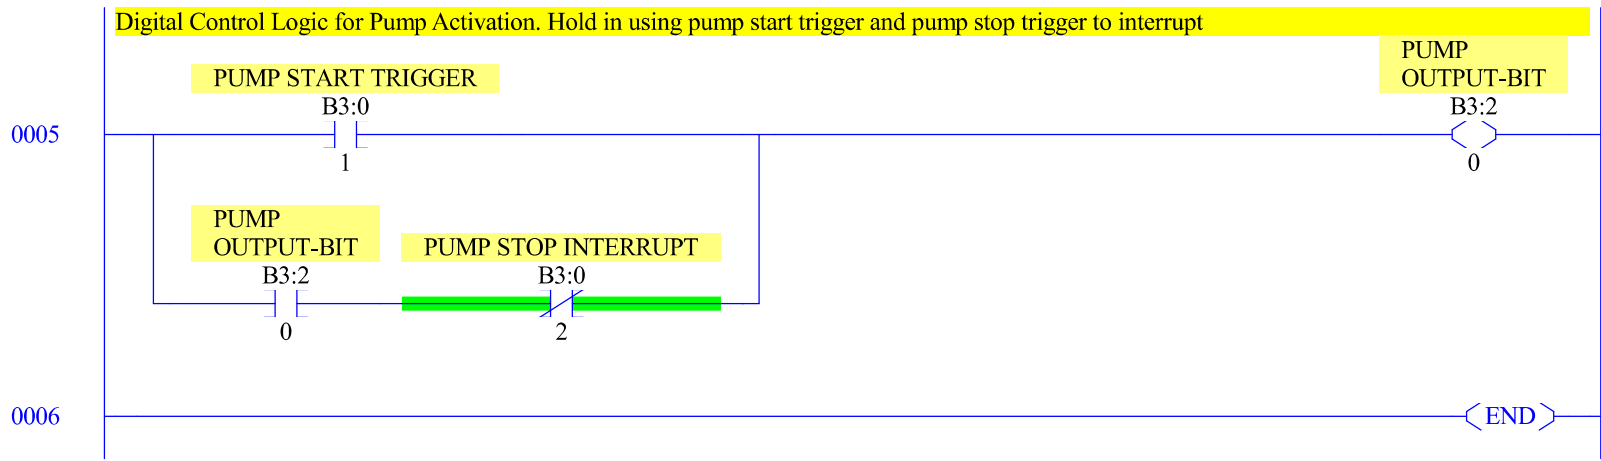 Digital Control Logic for Pump Activation. Hold in using pump start trigger and pump stop trigger to interrupt
PUMP
OUTPUT-BIT
B3:2
PUMP START TRIGGER
B3:0
0005
1
0
PUMP
OUTPUT-BIT
B3:2
PUMP STOP INTERRUPT
B3:0
0
2
0006
END